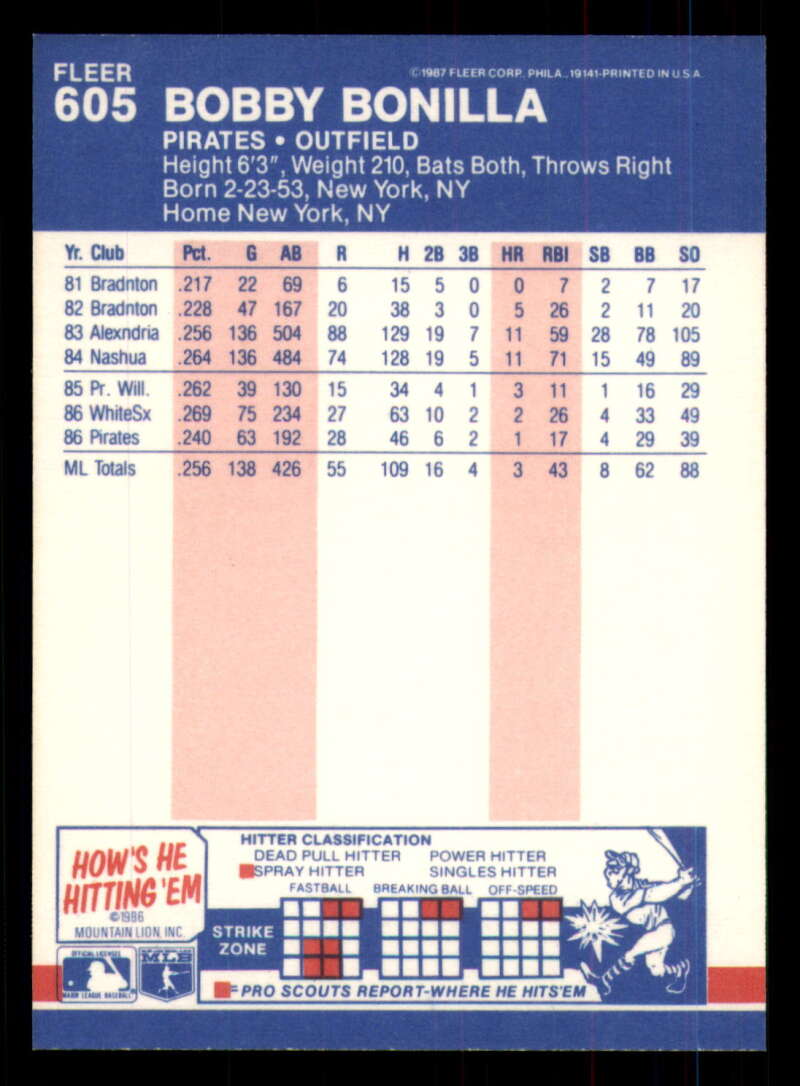 FLEER
©1987 FLEER CORP., PHILA., 19141-PRINTED IN U.S.A.
605 BOBBY BONILLA
PIRATES • OUTFIELD
Height 6'3", Weight 210, Bats Both, Throws Right
Born 2-23-53, New York, NY
Home New York, NY
Yr. Club Pct. G AB R H 2B 3B HR RBI SB BB SO
81 Bradnton .217 22 69 6 15 5 0 0 7 2 7 17
82 Bradnton .228 47 167 20 38 3 0 5 26 2 11 20
83 Alexndria .256 136 504 88 129 19 7 11 59 28 78 105
84 Nashua .264 136 484 74 128 19 5 11 71 15 49 89
85 Pr. Will. .262 39 130 15 34 4 1 3 11 1 16 29
86 WhiteSx .269 75 234 27 63 10 2 2 26 4 33 49
86 Pirates .240 63 192 28 46 6 2 1 17 4 29 39
ML Totals .256 138 426 55 109 16 4 3 43 8 62 88
HOW'S HE
HITTING 'EM
©1986
MOUNTAIN LION, INC.
OFFICIAL LICENSEE
MAJOR LEAGUE BASEBALL
MLB
HITTER CLASSIFICATION
DEAD PULL HITTER POWER HITTER
SPRAY HITTER SINGLES HITTER
FASTBALL BREAKING BALL OFF-SPEED
STRIKE
ZONE
=PRO SCOUTS REPORT-WHERE HE HITS'EM